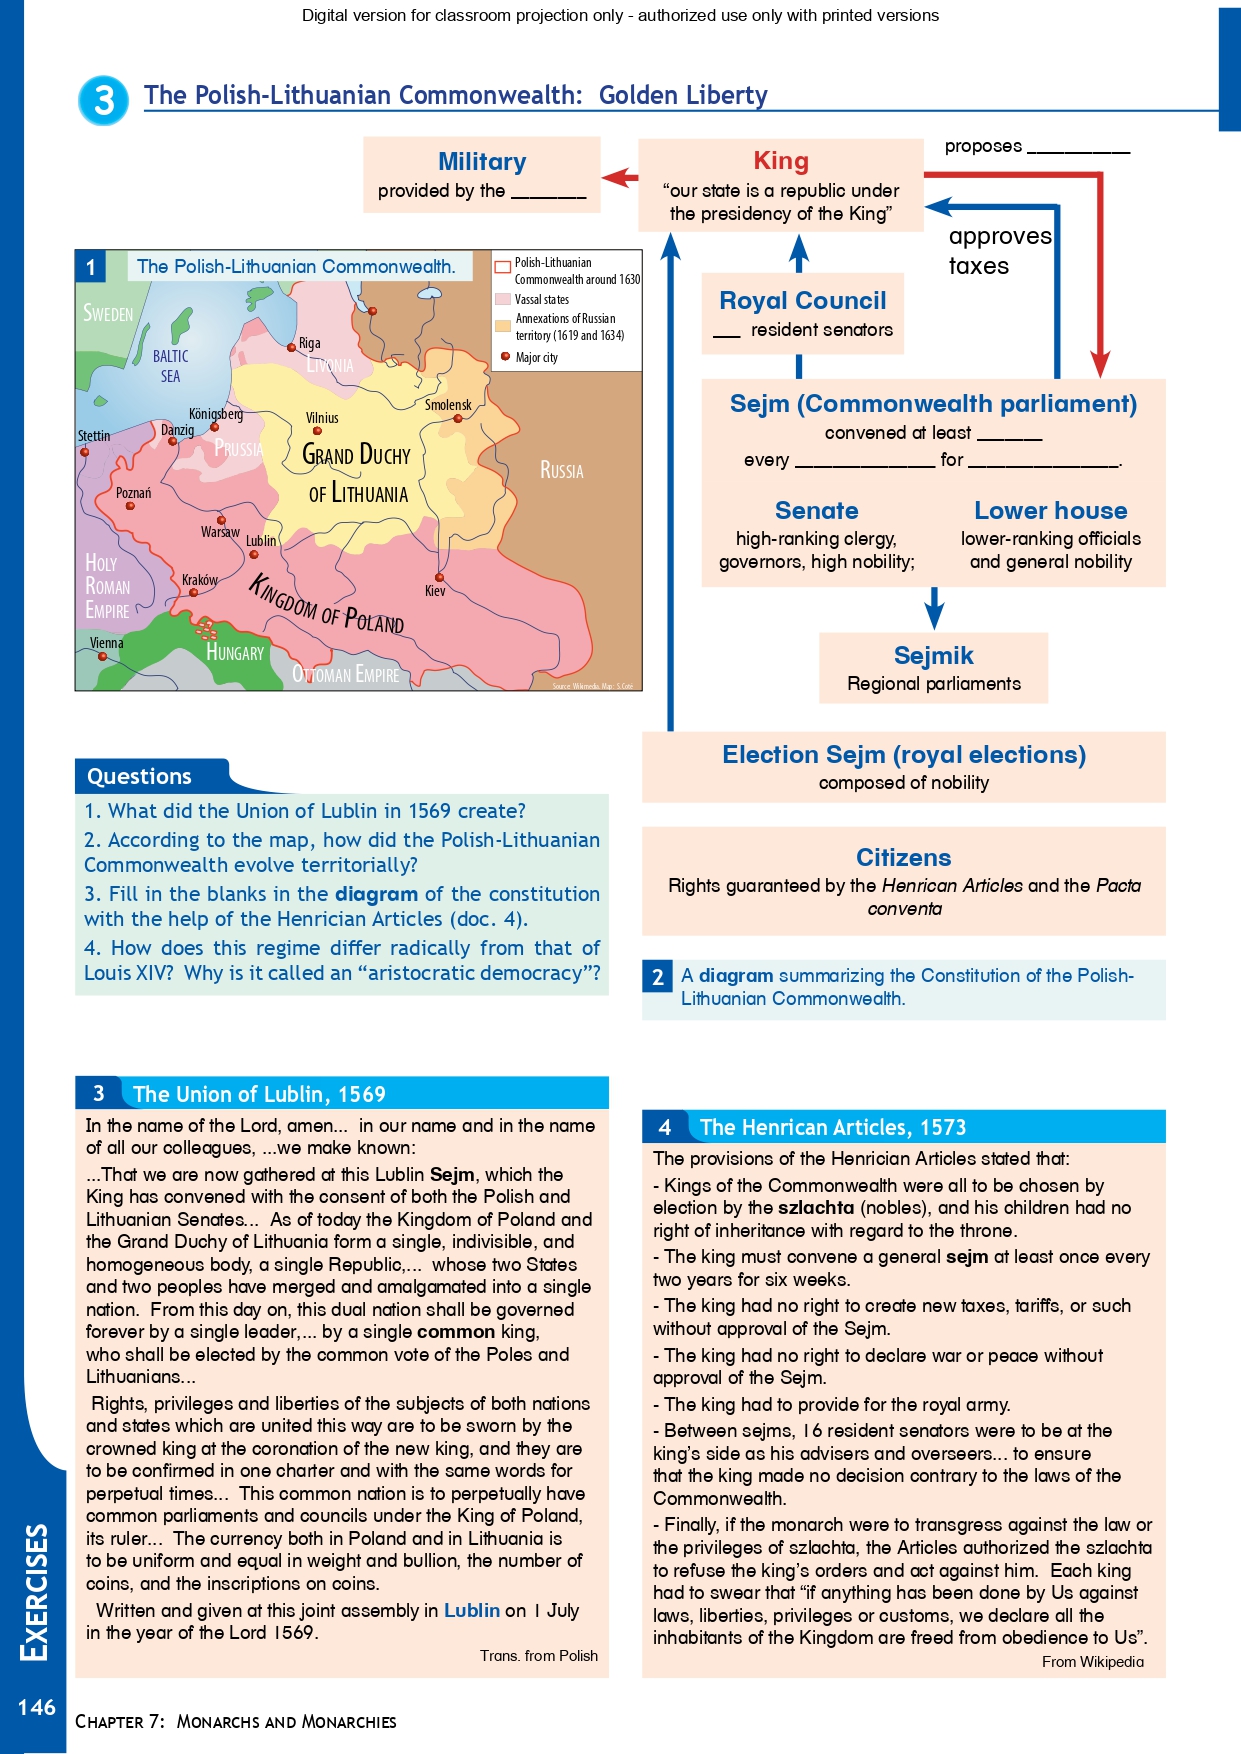 Digital version for classroom projection only - authorized use only with printed versions
3
The Polish-Lithuanian Commonwealth:  Golden Liberty
Military
provided by the ________
King
“our state is a republic under
the presidency of the King”
proposes ___________
approves
taxes
Royal Council
___ resident senators
Sejm (Commonwealth parliament)
convened at least _______
every _______________ for ________________.
Senate
high-ranking clergy,
governors, high nobility;
Lower house
lower-ranking officials
and general nobility
Sejmik
Regional parliaments
Election Sejm (royal elections)
composed of nobility
Citizens
Rights guaranteed by the Henrican Articles and the Pacta
conventa
2
A diagram summarizing the Constitution of the Polish-
Lithuanian Commonwealth.
1
The Polish-Lithuanian Commonwealth.
Polish-Lithuanian
Commonwealth around 1630
Vassal states
Annexations of Russian
territory (1619 and 1634)
Major city
SWEDEN
BALTIC
SEA
Riga
LIVONIA
Königsberg
Danzig
Stettin
PRUSSIA
Vilnius
Smolensk
GRAND DUCHY
OF LITHUANIA
RUSSIA
Poznań
Warsaw
Lublin
HOLY
ROMAN
EMPIRE
Kraków
KINGDOM OF POLAND
Kiev
Vienna
HUNGARY
OTTOMAN EMPIRE
Source: Wikimedia. Map: S.Coté
Questions
1. What did the Union of Lublin in 1569 create?
2. According to the map, how did the Polish-Lithuanian
Commonwealth evolve territorially?
3. Fill in the blanks in the diagram of the constitution
with the help of the Henrician Articles (doc. 4).
4. How does this regime differ radically from that of
Louis XIV?  Why is it called an “aristocratic democracy”?
3
The Union of Lublin, 1569
In the name of the Lord, amen...  in our name and in the name
of all our colleagues, ...we make known:
...That we are now gathered at this Lublin Sejm, which the
King has convened with the consent of both the Polish and
Lithuanian Senates...  As of today the Kingdom of Poland and
the Grand Duchy of Lithuania form a single, indivisible, and
homogeneous body, a single Republic,...  whose two States
and two peoples have merged and amalgamated into a single
nation.  From this day on, this dual nation shall be governed
forever by a single leader,... by a single common king,
who shall be elected by the common vote of the Poles and
Lithuanians...
Rights, privileges and liberties of the subjects of both nations
and states which are united this way are to be sworn by the
crowned king at the coronation of the new king, and they are
to be confirmed in one charter and with the same words for
perpetual times...  This common nation is to perpetually have
common parliaments and councils under the King of Poland,
its ruler...  The currency both in Poland and in Lithuania is
to be uniform and equal in weight and bullion, the number of
coins, and the inscriptions on coins.
Written and given at this joint assembly in Lublin on 1 July
in the year of the Lord 1569.
Trans. from Polish
4
The Henrican Articles, 1573
The provisions of the Henrician Articles stated that:
- Kings of the Commonwealth were all to be chosen by
election by the szlachta (nobles), and his children had no
right of inheritance with regard to the throne.
- The king must convene a general sejm at least once every
two years for six weeks.
- The king had no right to create new taxes, tariffs, or such
without approval of the Sejm.
- The king had no right to declare war or peace without
approval of the Sejm.
- The king had to provide for the royal army.
- Between sejms, 16 resident senators were to be at the
king’s side as his advisers and overseers... to ensure
that the king made no decision contrary to the laws of the
Commonwealth.
- Finally, if the monarch were to transgress against the law or
the privileges of szlachta, the Articles authorized the szlachta
to refuse the king’s orders and act against him.  Each king
had to swear that “if anything has been done by Us against
laws, liberties, privileges or customs, we declare all the
inhabitants of the Kingdom are freed from obedience to Us”.
From Wikipedia
EXERCISES
146
CHAPTER 7:  MONARCHS AND MONARCHIES